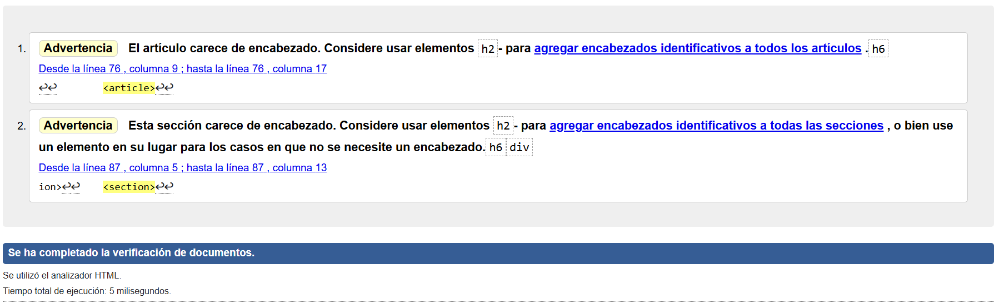 1. Advertencia El artículo carece de encabezado. Considere usar elementos h2 - para agregar encabezados identificativos a todos los artículos . h6
Desde la línea 76 , columna 9 ; hasta la línea 76 , columna 17
↩↩ <article>↩↩
2. Advertencia Esta sección carece de encabezado. Considere usar elementos h2 - para agregar encabezados identificativos a todas las secciones , o bien use
un elemento en su lugar para los casos en que no se necesite un encabezado. h6 div
Desde la línea 87 , columna 5 ; hasta la línea 87 , columna 13
ion>↩↩ <section>↩↩
Se ha completado la verificación de documentos.
Se utilizó el analizador HTML.
Tiempo total de ejecución: 5 milisegundos.